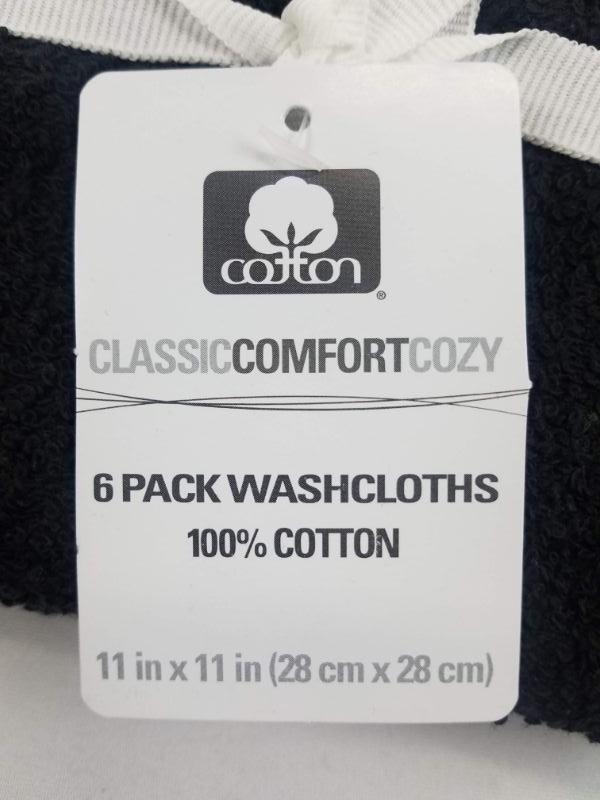 cotton
®
CLASSICCOMFORTCOZY
6 PACK WASHCLOTHS
100% COTTON
11 in x 11 in (28 cm x 28 cm)